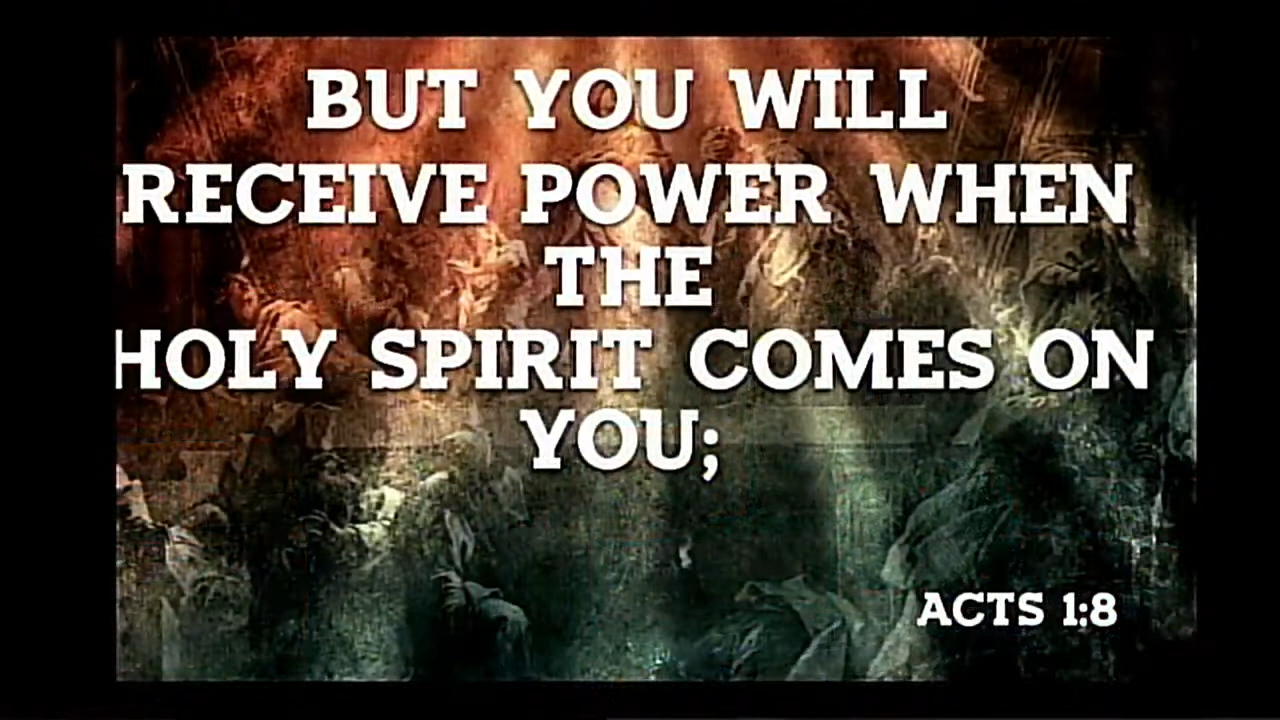 BUT YOU WILL
RECEIVE POWER WHEN
THE
HOLY SPIRIT COMES ON
YOU;
ACTS 1:8